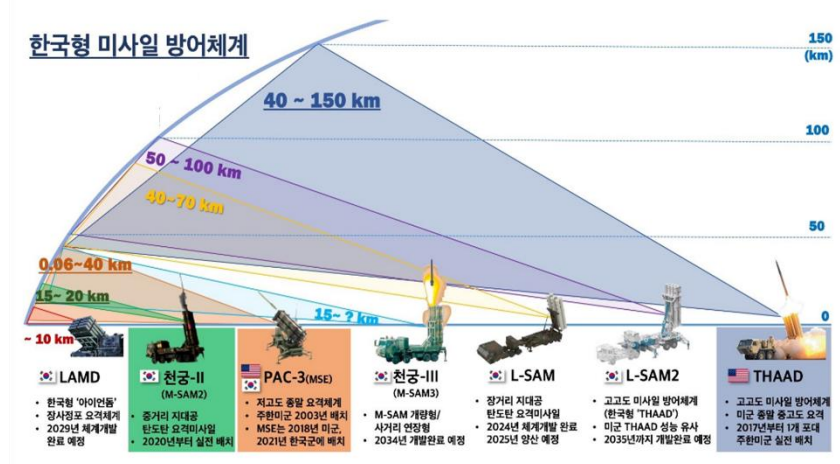 한국형 미사일 방어체계
150
(km)
40 ~ 150 km
100
50 ~ 100 km
40~70 km
50
0.06~40 km
15~ 20 km
15~ ? km
0
~ 10 km
LAMD
• 한국형 '아이언돔'
• 장사정포 요격체계
• 2029년 체계개발
완료 예정
천궁-II
(M-SAM2)
• 중거리 지대공
탄도탄 요격미사일
• 2020년부터 실전 배치
PAC-3(MSE)
• 저고도 종말 요격체계
• 주한미군 2003년 배치
• MSE는 2018년 미군,
2021년 한국군에 배치
천궁-III
(M-SAM3)
• M-SAM 개량형/
사거리 연장형
• 2034년 개발완료 예정
L-SAM
• 장거리 지대공
탄도탄 요격미사일
• 2024년 체계개발 완료
2025년 양산 예정
L-SAM2
• 고고도 미사일 방어체계
(한국형 'THAAD')
• 미군 THAAD 성능 유사
• 2035년까지 개발완료 예정
THAAD
• 고고도 미사일 방어체계
• 미군 종말 중고도 요격
• 2017년부터 1개 포대
주한미군 실전 배치